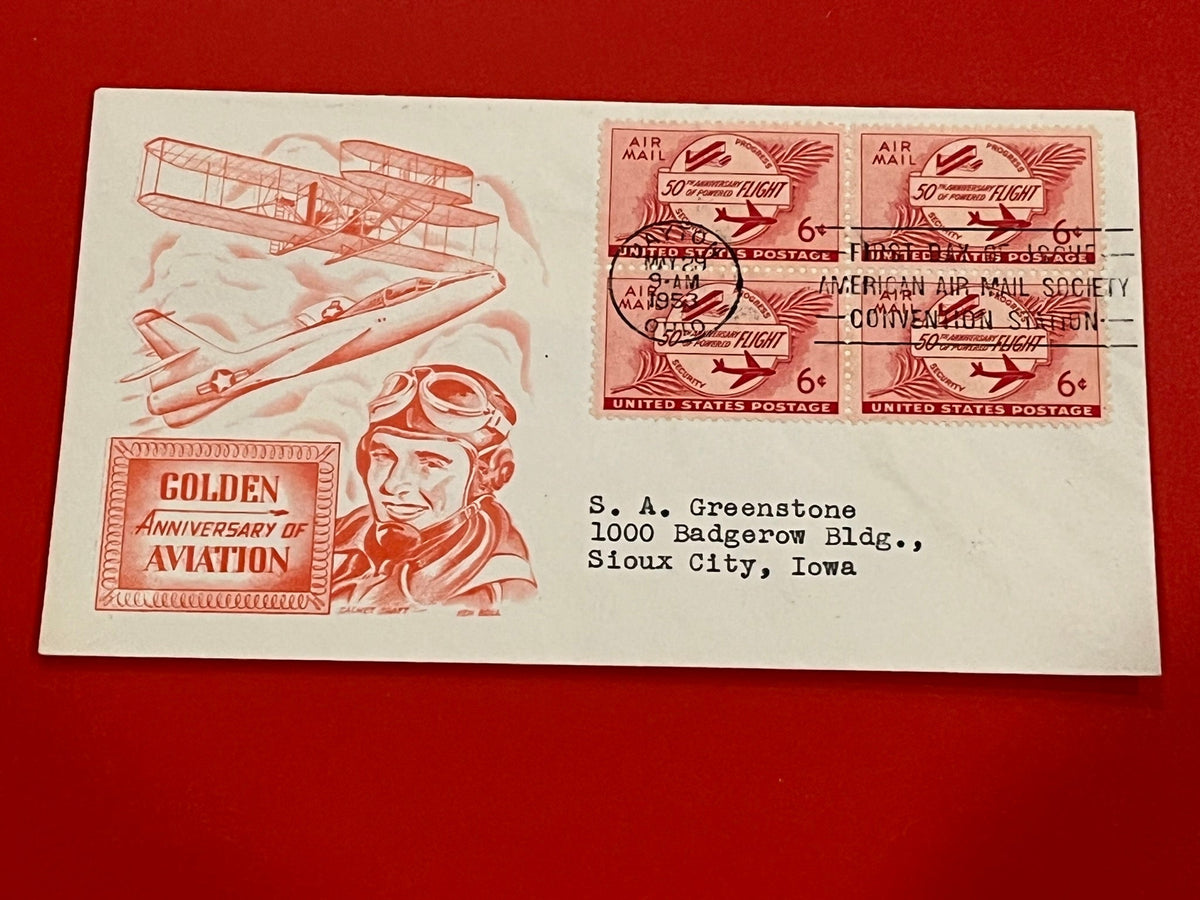 AIR MAIL
PROGRESS
50TH ANNIVERSARY OF POWERED FLIGHT
SECURITY
6¢
UNITED STATES POSTAGE
AIR MAIL
PROGRESS
50TH ANNIVERSARY OF POWERED FLIGHT
SECURITY
6¢
UNITED STATES POSTAGE
AIR MAIL
PROGRESS
50TH ANNIVERSARY OF POWERED FLIGHT
SECURITY
6¢
UNITED STATES POSTAGE
AIR MAIL
PROGRESS
50TH ANNIVERSARY OF POWERED FLIGHT
SECURITY
6¢
UNITED STATES POSTAGE
DAYTON
MAY 29
9-AM
1953
OHIO
FIRST DAY OF ISSUE
AMERICAN AIR MAIL SOCIETY
CONVENTION STATION
GOLDEN
ANNIVERSARY OF
AVIATION
KEN BOLL
S. A. Greenstone
1000 Badgerow Bldg.,
Sioux City, Iowa